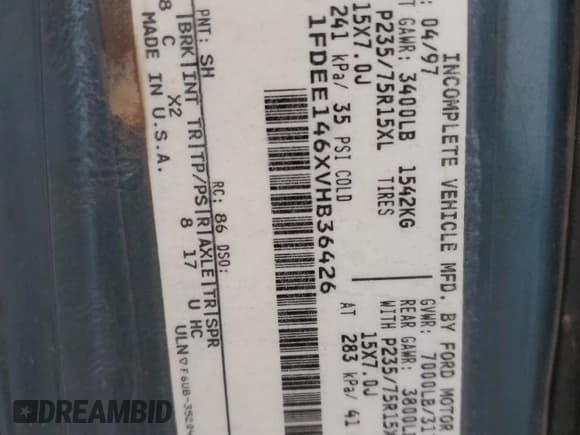 INCOMPLETE VEHICLE MFD. BY FORD MOTOR
: 04/97 GVWR: 7000LB/31
GAWR: 3400LB 1542KG REAR GAWR: 3800L
P235/75R15XL TIRES WITH P235/75R15X
15X7.0J 15X7.0J
241 kPa/ 35 PSI COLD AT 283 kPa/ 41
1FDEE146XVHB36426
PNT: SH RC: 86 DSO:
BRK INT TR TP/PS R AXLE TR SPR
8 C X2 8 17 U HC
MADE IN U.S.A. ULN
DREAMBID